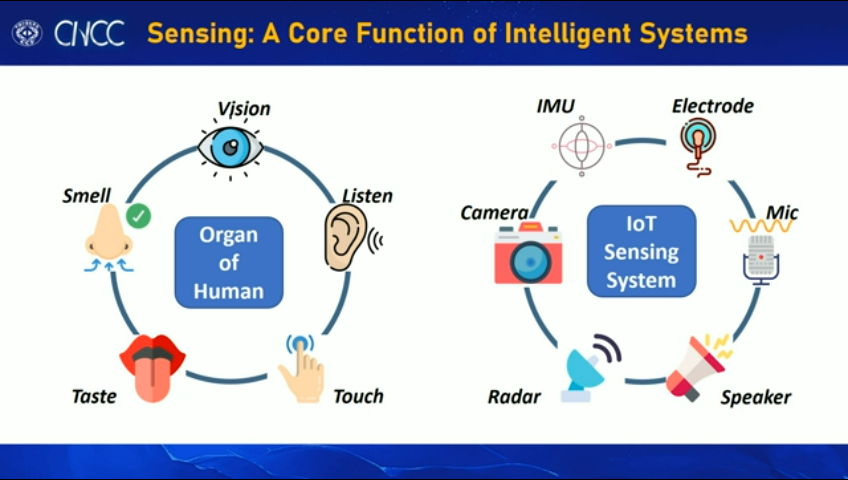 CNCC
Sensing: A Core Function of Intelligent Systems
Vision
Smell
Listen
Organ
of
Human
Taste
Touch
IMU
Electrode
Camera
Mic
IoT
Sensing
System
Radar
Speaker